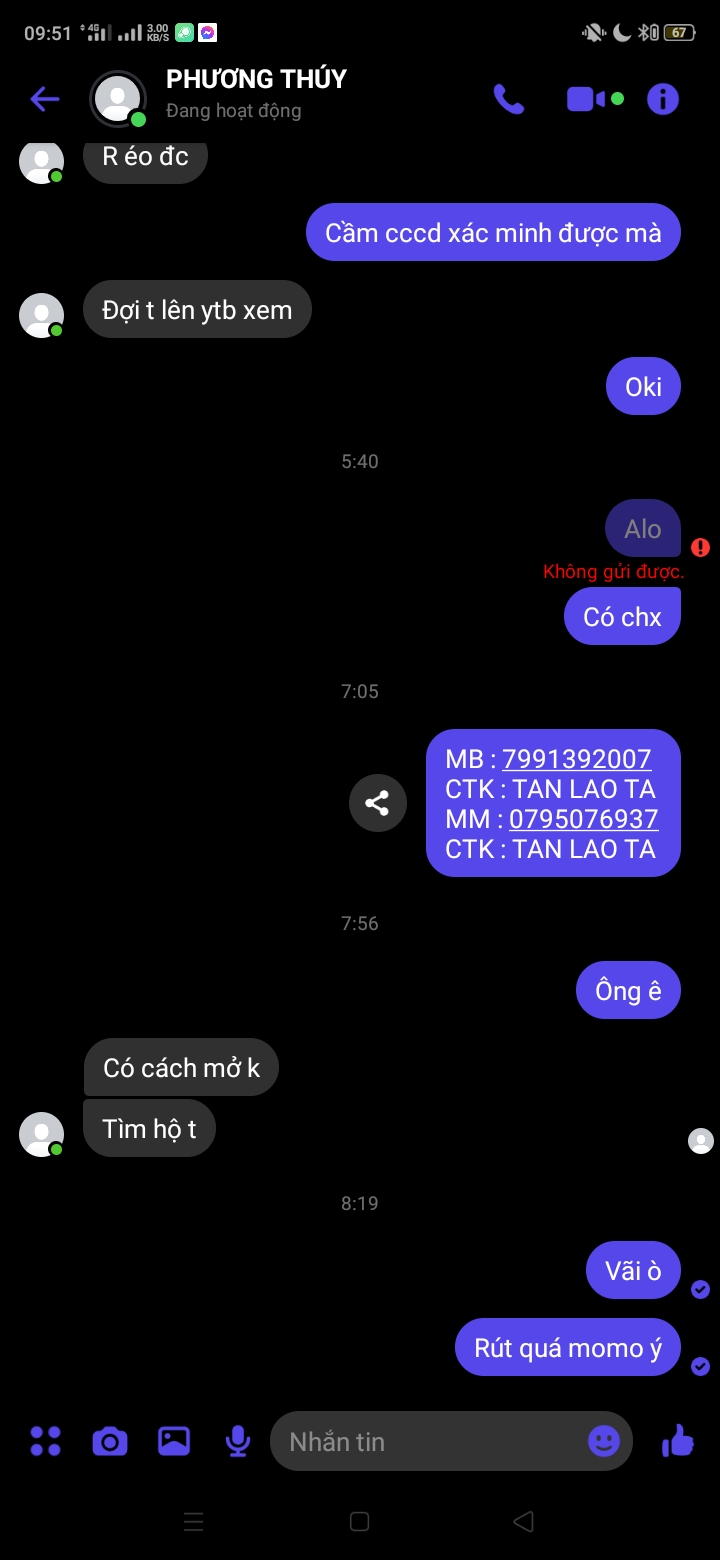 09:51
4G
3.00
KB/S
67
PHƯƠNG THÚY
Đang hoạt động
R éo đc
Cầm cccd xác minh được mà
Đợi t lên ytb xem
Oki
5:40
Alo
Không gửi được.
Có chx
7:05
MB : 7991392007
CTK : TAN LAO TA
MM : 0795076937
CTK : TAN LAO TA
7:56
Ông ê
Có cách mở k
Tìm hộ t
8:19
Vãi ò
Rút quá momo ý
Nhắn tin